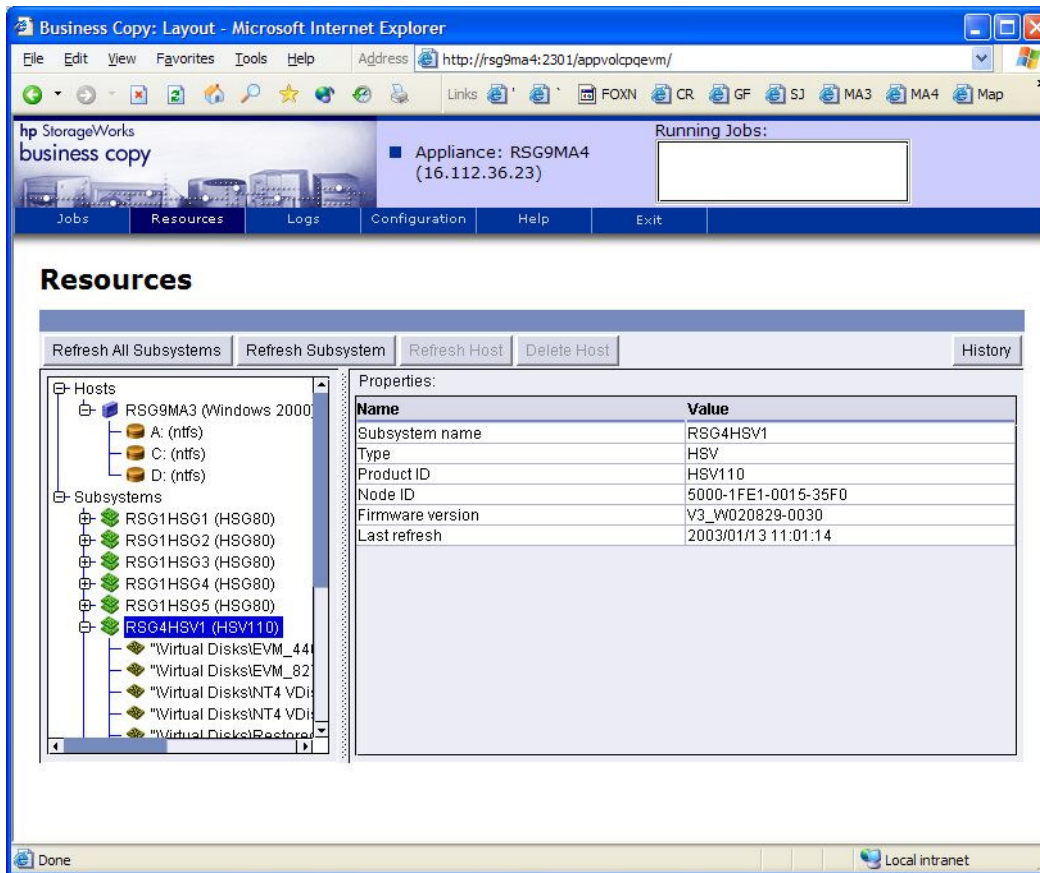 Business Copy: Layout - Microsoft Internet Explorer
File Edit View Favorites Tools Help Address http://rsg9ma4:2301/appvolcpqevm/
Links ' ` FOXN CR GF SJ MA3 MA4 Map
hp StorageWorks
business copy
Appliance: RSG9MA4
(16.112.36.23)
Running Jobs:
Jobs Resources Logs Configuration Help Exit
Resources
Refresh All Subsystems Refresh Subsystem Refresh Host Delete Host History
Hosts
RSG9MA3 (Windows 2000)
A: (ntfs)
C: (ntfs)
D: (ntfs)
Subsystems
RSG1HSG1 (HSG80)
RSG1HSG2 (HSG80)
RSG1HSG3 (HSG80)
RSG1HSG4 (HSG80)
RSG1HSG5 (HSG80)
RSG4HSV1 (HSV110)
"\Virtual Disks\EVM_44
"\Virtual Disks\EVM_82
"\Virtual Disks\NT4 VDi
"\Virtual Disks\NT4 VDi
"\Virtual Disks\Restored
Properties:
Name Value
Subsystem name RSG4HSV1
Type HSV
Product ID HSV110
Node ID 5000-1FE1-0015-35F0
Firmware version V3_W020829-0030
Last refresh 2003/01/13 11:01:14
Done Local intranet